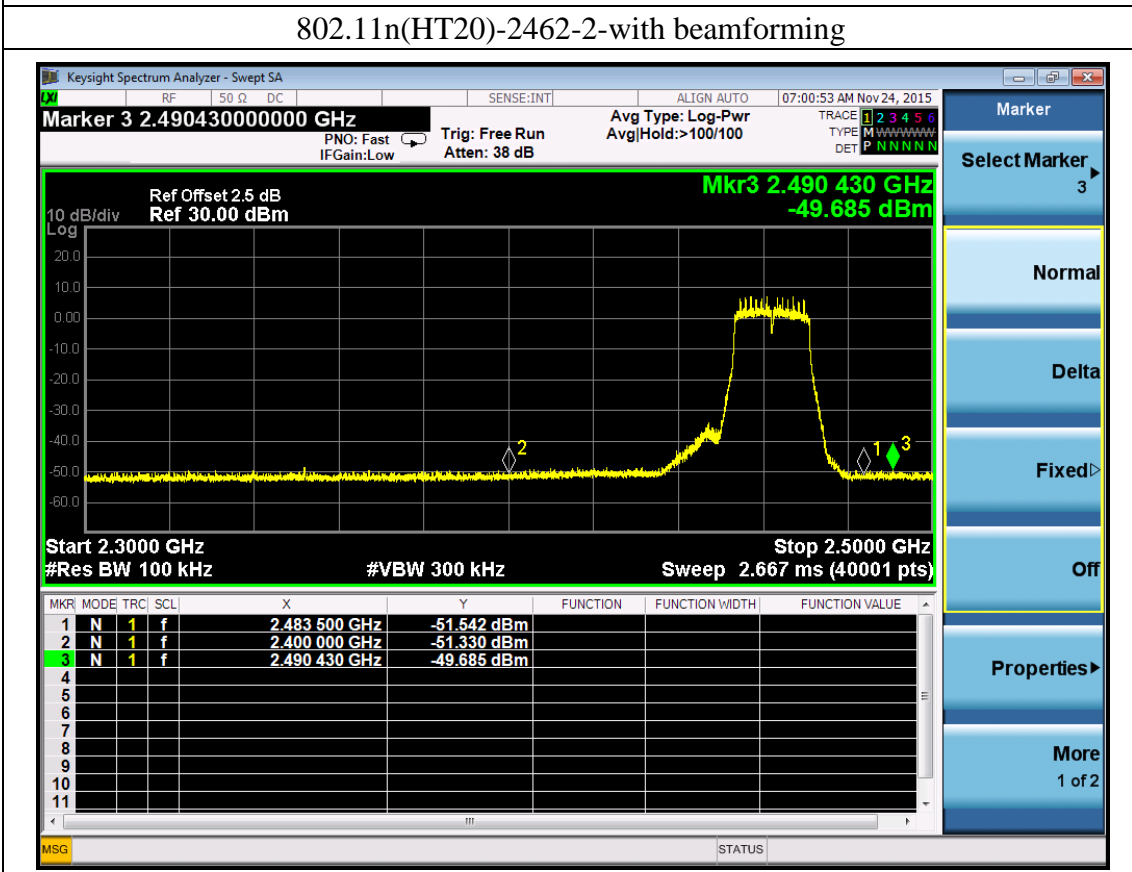 802.11n(HT20)-2462-2-with beamforming
Keysight Spectrum Analyzer - Swept SA
LXI RF 50 Ω DC SENSE:INT ALIGN AUTO 07:00:53 AM Nov 24, 2015
Marker 3 2.490430000000 GHz
PNO: Fast
IFGain:Low
Trig: Free Run
Atten: 38 dB
Avg Type: Log-Pwr
Avg|Hold:>100/100
TRACE 1 2 3 4 5 6
TYPE M WWWWW
DET P N N N N N
Mkr3 2.490 430 GHz
-49.685 dBm
Ref Offset 2.5 dB
10 dB/div Ref 30.00 dBm
Log
20.0
10.0
0.00
-10.0
-20.0
-30.0
-40.0
-50.0
-60.0
2
1
3
Start 2.3000 GHz Stop 2.5000 GHz
#Res BW 100 kHz #VBW 300 kHz Sweep 2.667 ms (40001 pts)
MKR MODE TRC SCL X Y FUNCTION FUNCTION WIDTH FUNCTION VALUE
1 N 1 f 2.483 500 GHz -51.542 dBm
2 N 1 f 2.400 000 GHz -51.330 dBm
3 N 1 f 2.490 430 GHz -49.685 dBm
4
5
6
7
8
9
10
11
MSG STATUS
Marker
Select Marker
3
Normal
Delta
Fixed
Off
Properties
More
1 of 2